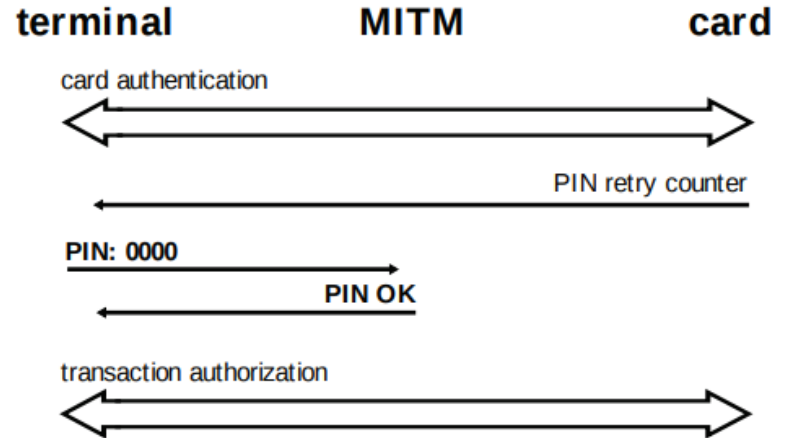 terminal MITM card
card authentication
PIN retry counter
PIN: 0000
PIN OK
transaction authorization